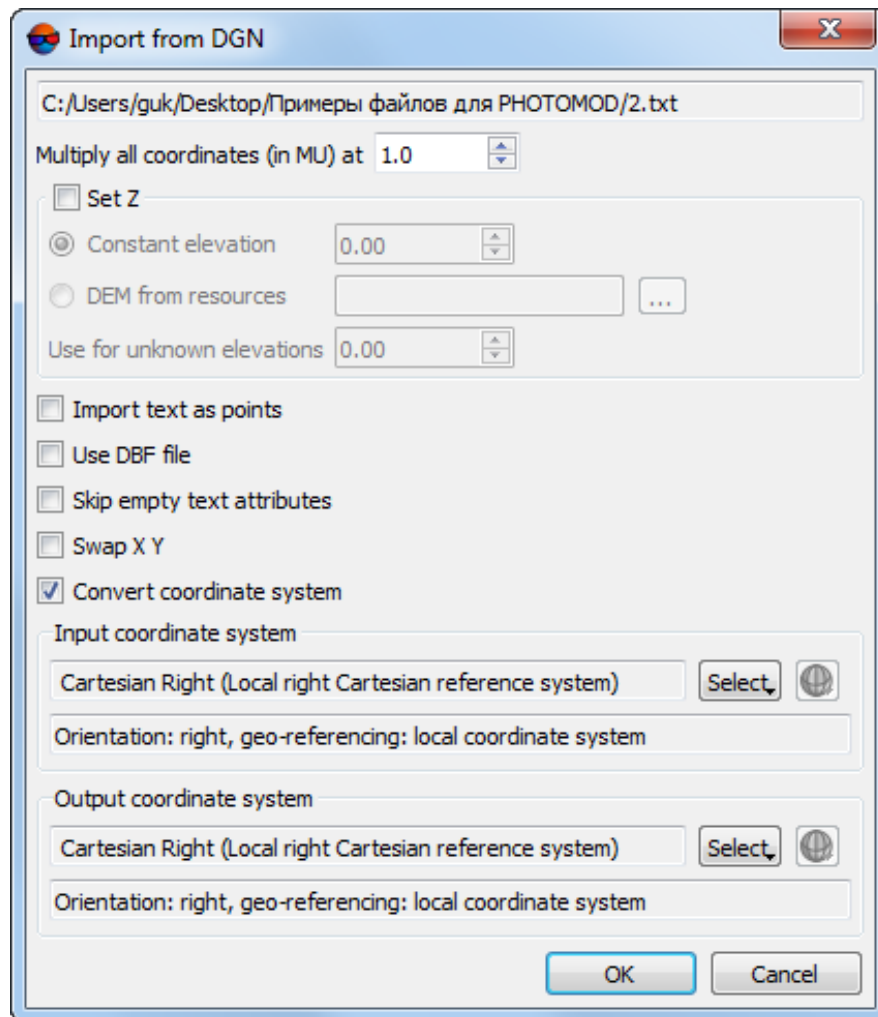 Import from DGN
C:/Users/guk/Desktop/Примеры файлов для PHOTOMOD/2.txt
Multiply all coordinates (in MU) at 1.0
Set Z
Constant elevation 0.00
DEM from resources ...
Use for unknown elevations 0.00
Import text as points
Use DBF file
Skip empty text attributes
Swap X Y
Convert coordinate system
Input coordinate system
Cartesian Right (Local right Cartesian reference system) Select
Orientation: right, geo-referencing: local coordinate system
Output coordinate system
Cartesian Right (Local right Cartesian reference system) Select
Orientation: right, geo-referencing: local coordinate system
OK Cancel